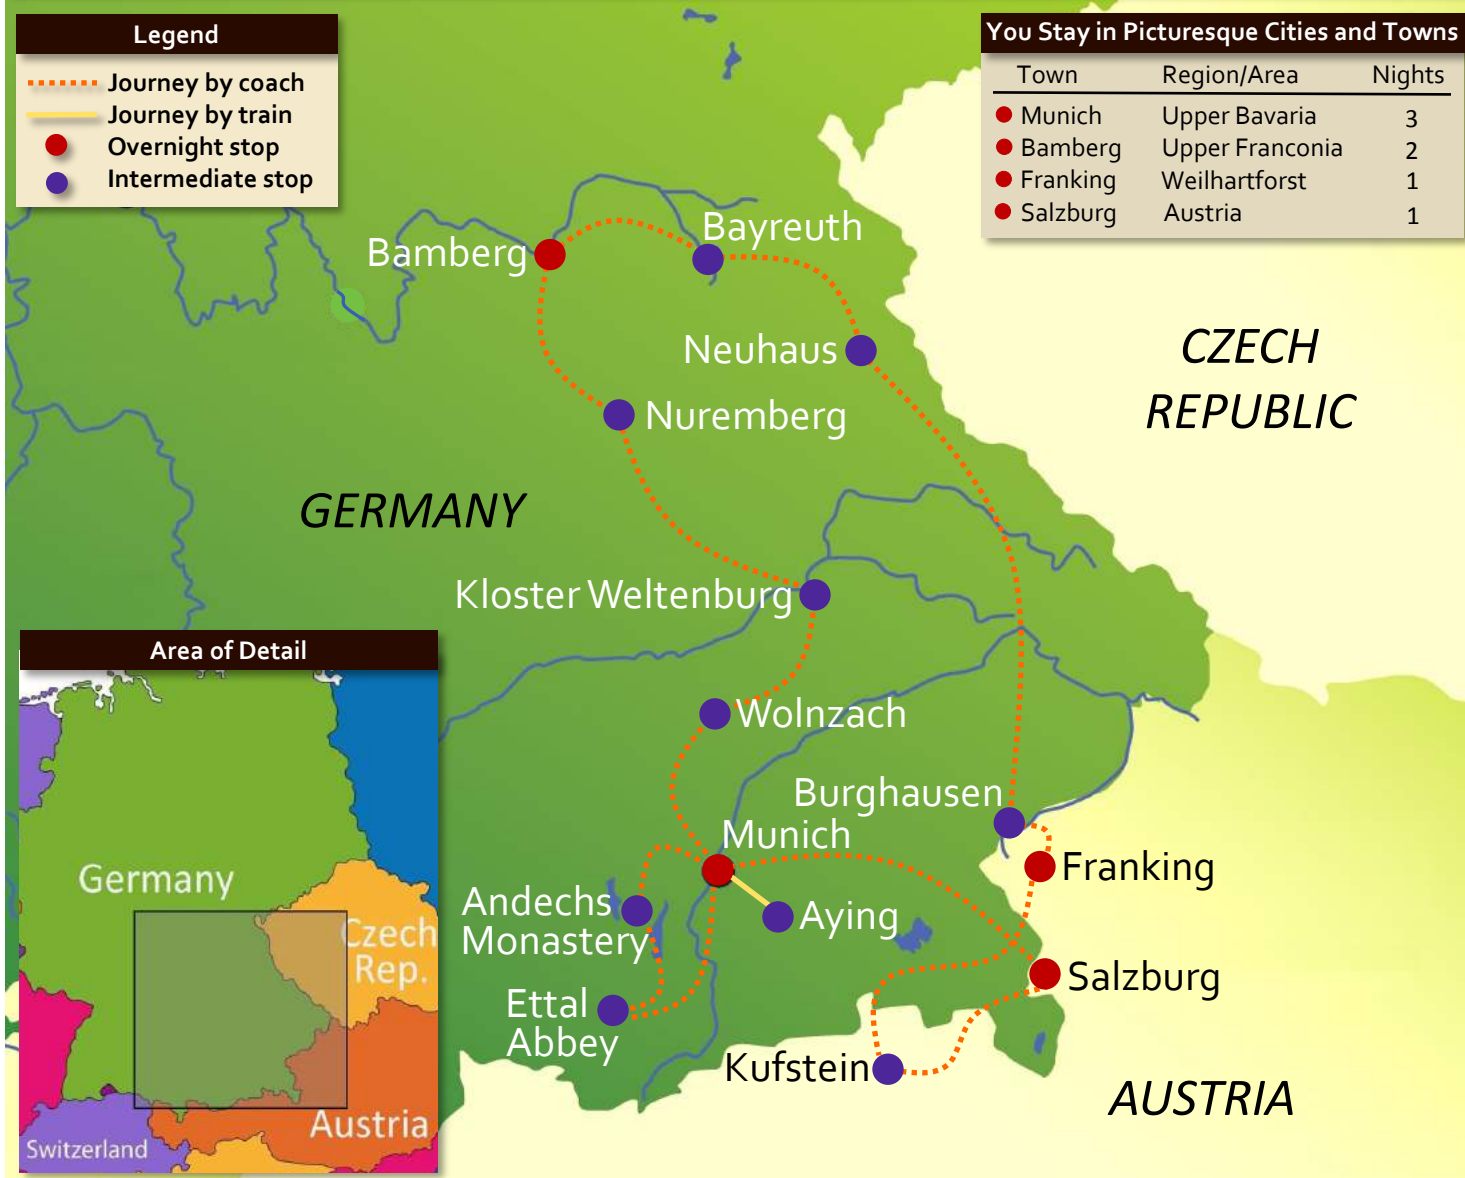 Legend
Journey by coach
Journey by train
Overnight stop
Intermediate stop
You Stay in Picturesque Cities and Towns
Town Region/Area Nights
Munich Upper Bavaria 3
Bamberg Upper Franconia 2
Franking Weilhartforst 1
Salzburg Austria 1
Bayreuth
Bamberg
Neuhaus
CZECH
REPUBLIC
Nuremberg
GERMANY
Kloster Weltenburg
Wolnzach
Burghausen
Munich
Franking
Andechs
Monastery
Aying
Salzburg
Ettal
Abbey
Kufstein
AUSTRIA
Area of Detail
Germany
Czech
Rep.
Austria
Switzerland